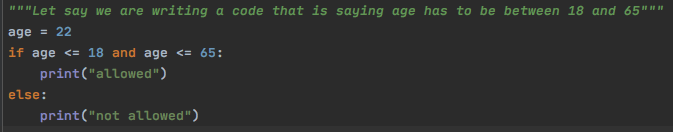 """Let say we are writing a code that is saying age has to be between 18 and 65"""
age = 22
if age <= 18 and age <= 65:
    print("allowed")
else:
    print("not allowed")